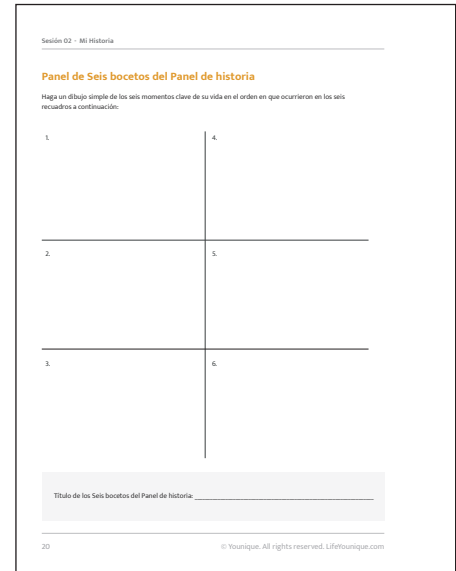 Sesión 02 - Mi Historia
Panel de Seis bocetos del Panel de historia
Haga un dibujo simple de los seis momentos clave de su vida en el orden en que ocurrieron en los seis
recuadros a continuación:
1.
4.
2.
5.
3.
6.
Título de los Seis bocetos del Panel de historia: ____________________
20
© Younique. All rights reserved. LifeYounique.com